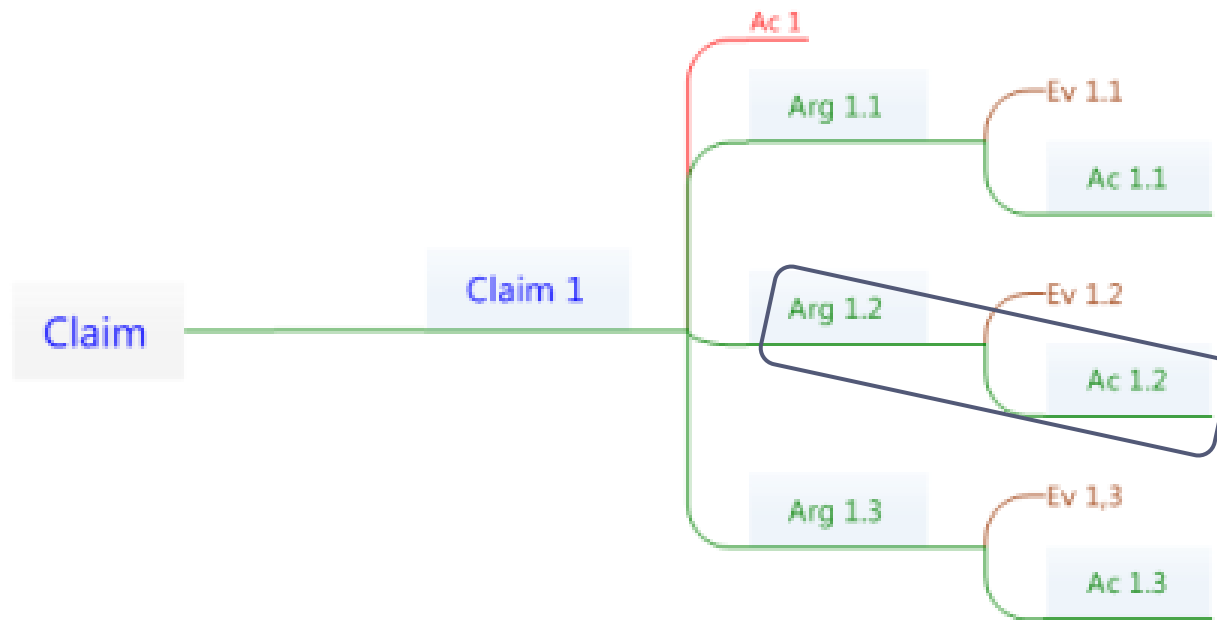 Ac 1
Arg 1.1
Ev 1.1
Ac 1.1
Claim
Claim 1
Arg 1.2
Ev 1.2
Ac 1.2
Arg 1.3
Ev 1,3
Ac 1.3